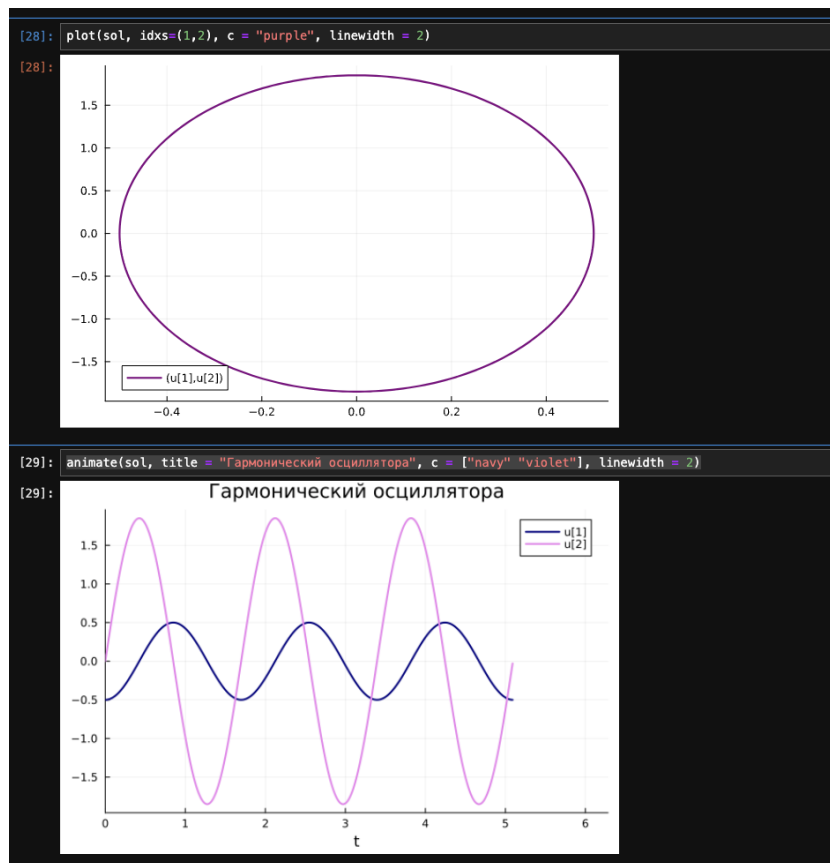 [28]: plot(sol, idxs=(1,2), c = "purple", linewidth = 2)
[28]:
1.5
1.0
0.5
0.0
−0.5
−1.0
−1.5
(u[1],u[2])
−0.4 −0.2 0.0 0.2 0.4
[29]: animate(sol, title = "Гармонический осциллятора", c = ["navy" "violet"], linewidth = 2)
[29]:
Гармонический осциллятора
u[1]
u[2]
1.5
1.0
0.5
0.0
−0.5
−1.0
−1.5
0 1 2 3 4 5 6
t